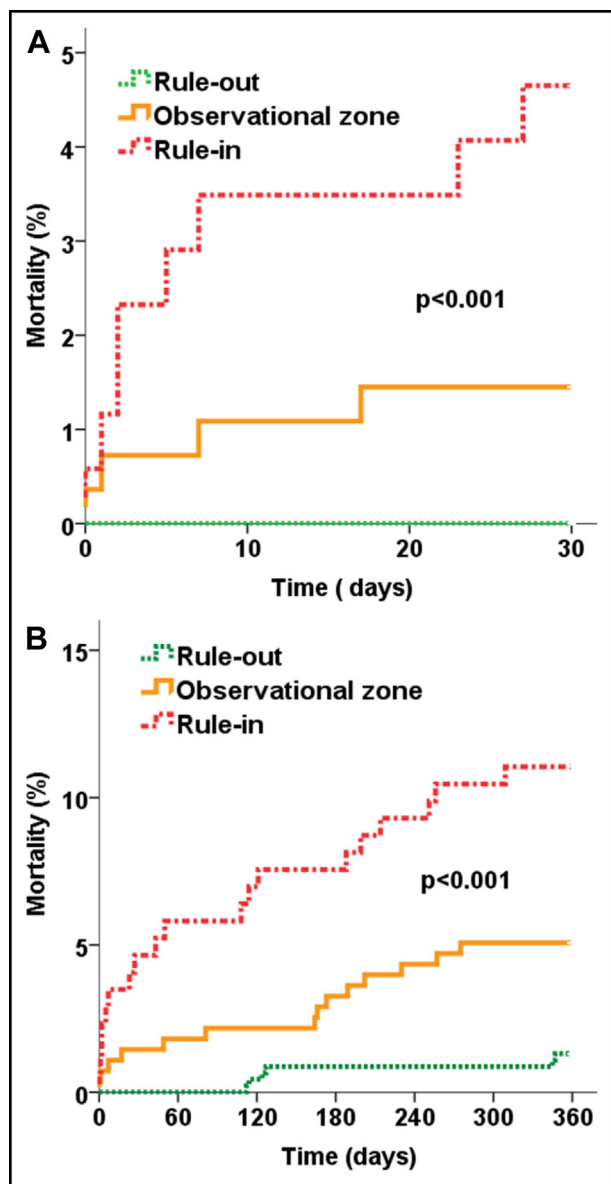 A
5
4
3
2
1
0
Mortality (%)
Rule-out
Observational zone
Rule-in
p<0.001
0 10 20 30
Time ( days)
B
15
10
5
0
Mortality (%)
Rule-out
Observational zone
Rule-in
p<0.001
0 60 120 180 240 300 360
Time (days)